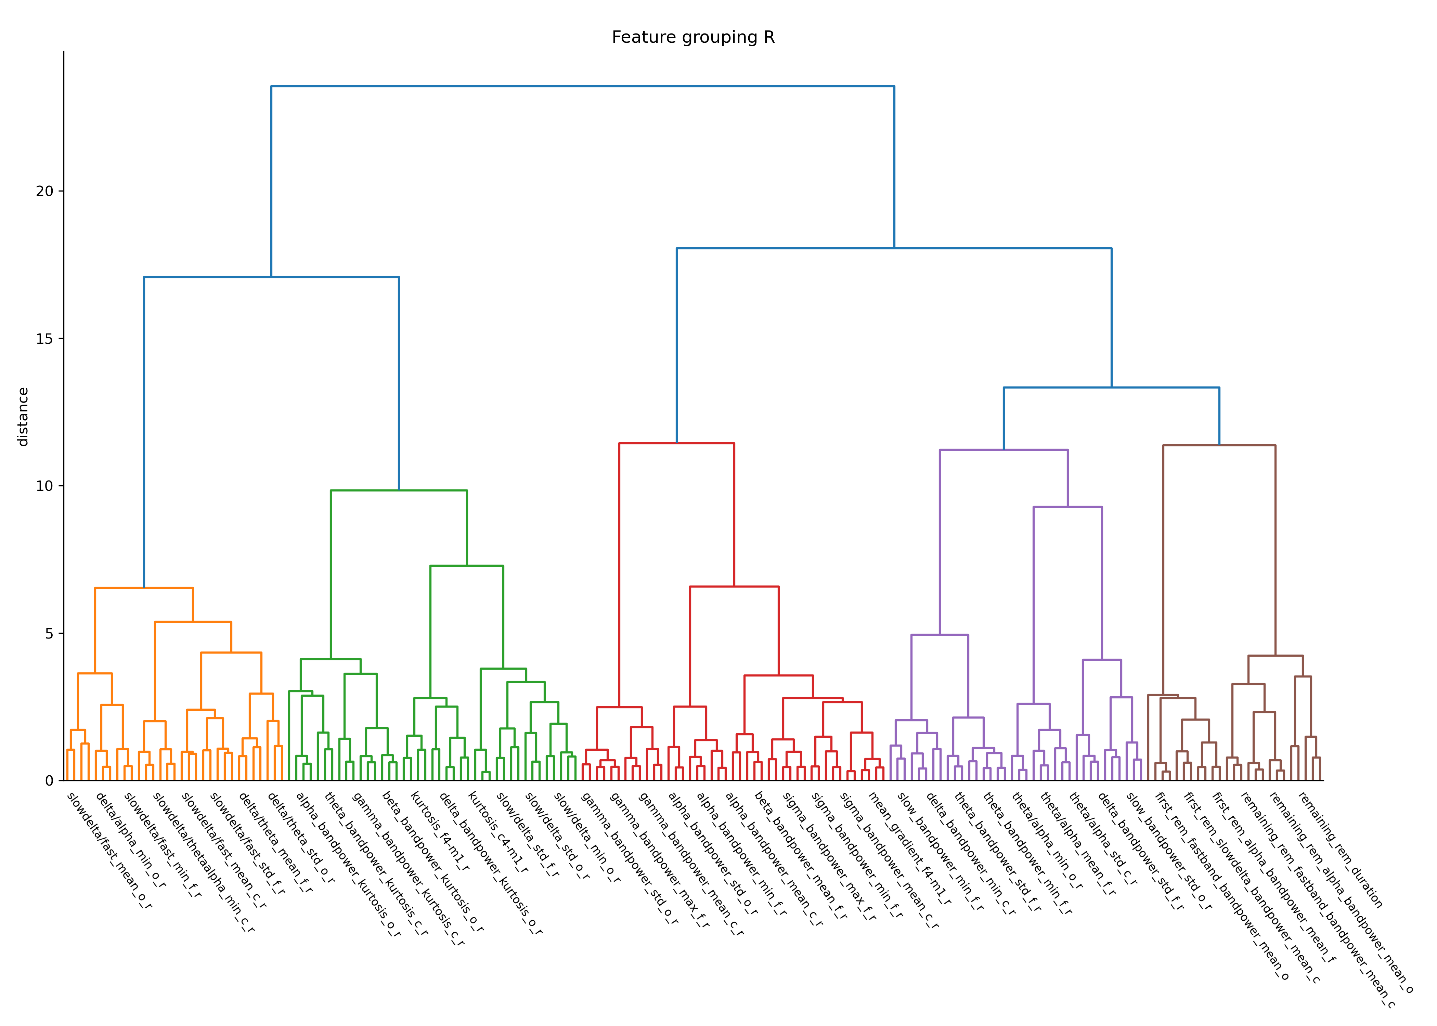 Feature grouping R
distance
20
15
10
5
0
slowdelta/fast_mean_o_r
delta/alpha_min_o_r
slowdelta/fast_min_f_r
slowdelta/thetaalpha_min_c_r
slowdelta/fast_mean_c_r
slowdelta/fast_std_f_r
delta/theta_mean_f_r
delta/theta_std_o_r
alpha_bandpower_kurtosis_o_r
theta_bandpower_kurtosis_c_r
gamma_bandpower_kurtosis_c_r
beta_bandpower_kurtosis_o_r
kurtosis_f4-m1_r
delta_bandpower_kurtosis_o_r
kurtosis_c4-m1_r
slow/delta_std_f_r
slow/delta_std_o_r
slow/delta_min_o_r
gamma_bandpower_std_o_r
gamma_bandpower_max_f_r
gamma_bandpower_mean_c_r
alpha_bandpower_std_o_r
alpha_bandpower_min_f_r
alpha_bandpower_mean_c_r
beta_bandpower_mean_f_r
sigma_bandpower_max_f_r
sigma_bandpower_min_f_r
sigma_bandpower_mean_c_r
mean_gradient_f4-m1_r
slow_bandpower_min_f_r
delta_bandpower_min_c_r
theta_bandpower_std_f_r
theta_bandpower_min_f_r
theta/alpha_min_o_r
theta/alpha_mean_f_r
theta/alpha_std_c_r
delta_bandpower_std_f_r
slow_bandpower_std_o_r
first_rem_fastband_bandpower_mean_o
first_rem_slowdelta_bandpower_mean_c
first_rem_alpha_bandpower_mean_f
remaining_rem_fastband_bandpower_mean_c
remaining_rem_alpha_bandpower_mean_o
remaining_rem_duration